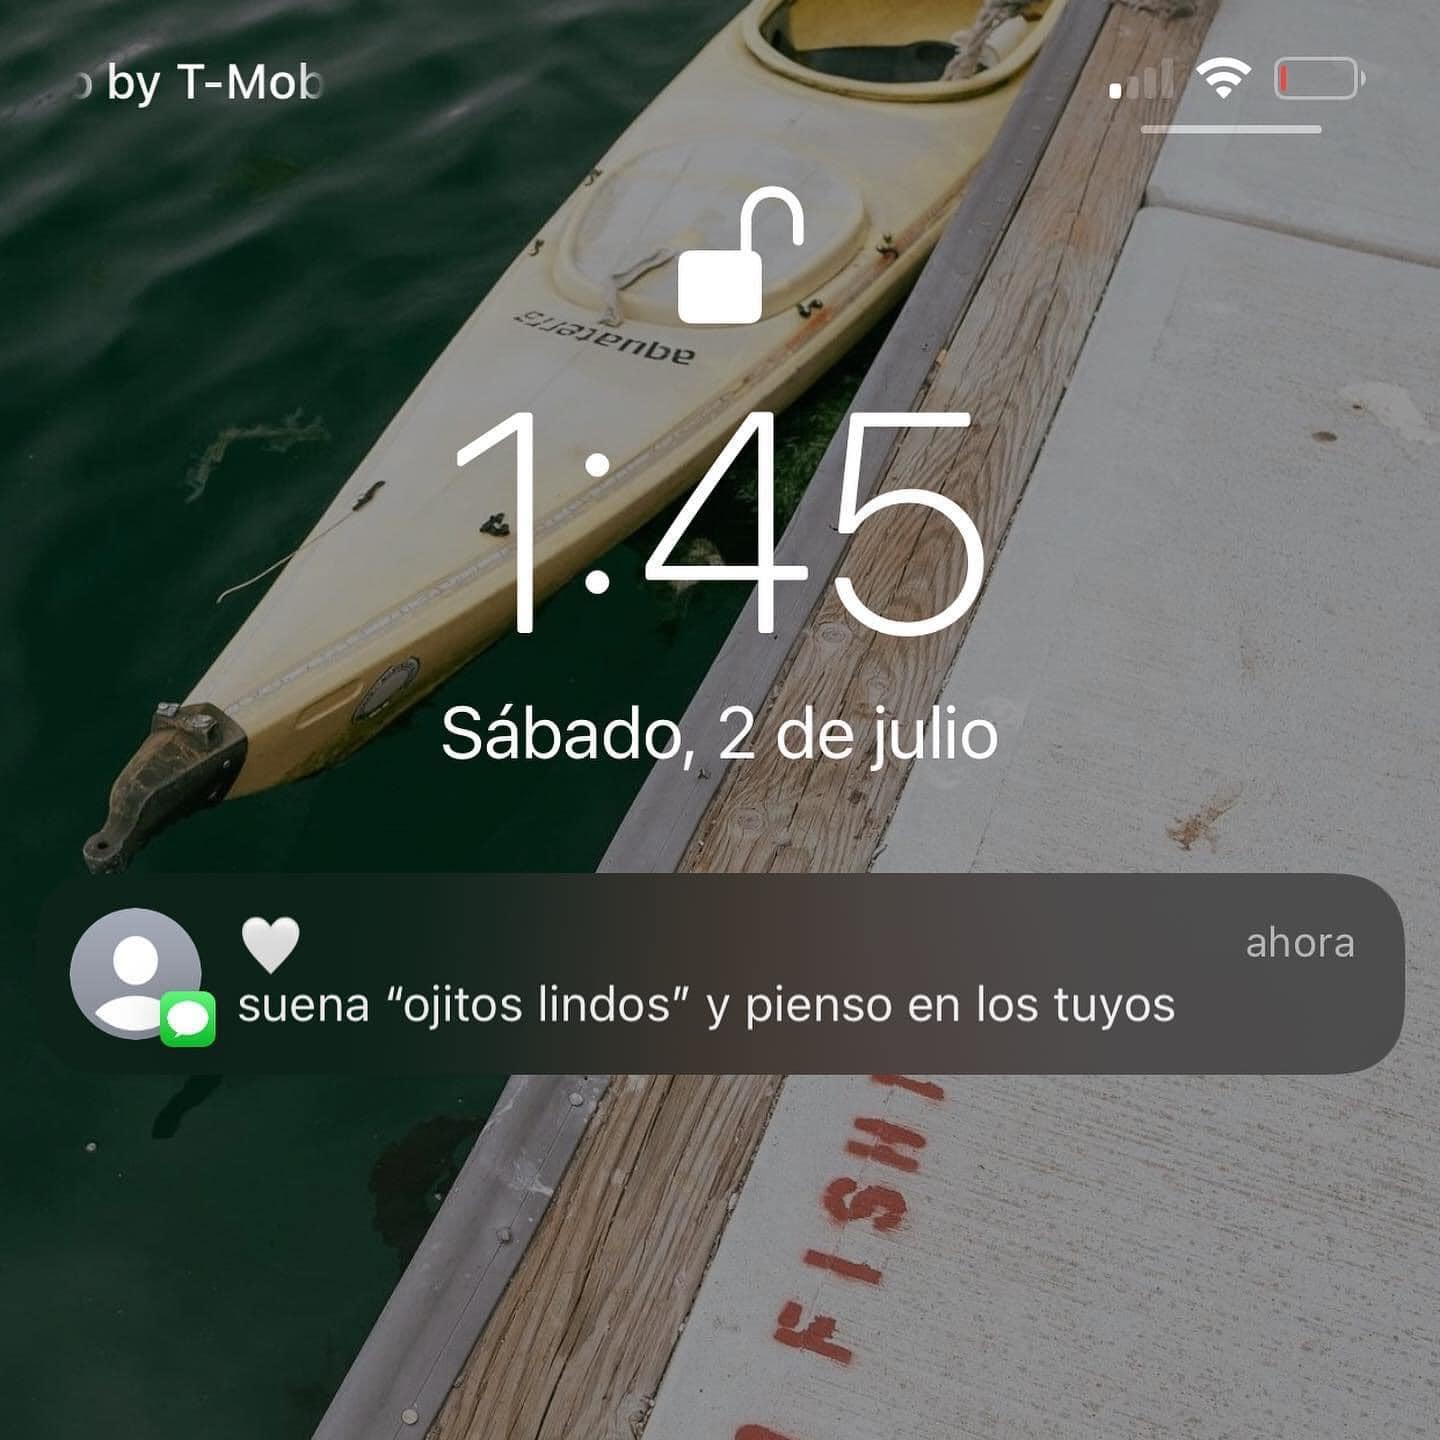 by T-Mob
aquaterra
1:45
Sábado, 2 de julio
🤍
ahora
suena “ojitos lindos” y pienso en los tuyos
FISH